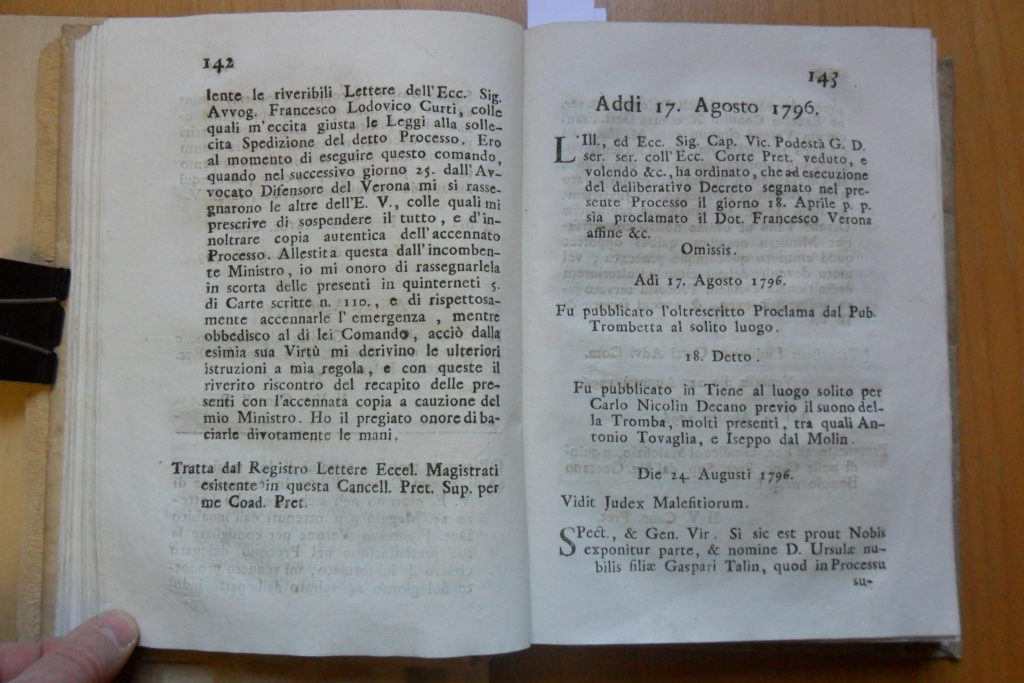 142
lente le riveribili Lettere dell'Ecc. Sig.
Avvog. Francesco Lodovico Curti, colle
quali m'eccita giusta le Leggi alla solle-
cita Spedizione del detto Processo. Ero
al momento di eseguire questo comando,
quando nel successivo giorno 25. dall'Av-
vocato Difensore del Verona mi si rasse-
gnarono le altre dell'E. V., colle quali mi
prescrive di sospendere il tutto, e d'in-
noltrare copia autentica dell'accennato
Processo. Allestita questa dall'incomben-
te Ministro, io mi onoro di rassegnarlela
in scorta delle presenti in quinterneti 5.
di Carte scritte n. 110., e di rispettosa-
mente accennarle l'emergenza, mentre
obbedisco al di lei Comando, acciò dalla
esimia sua Virtù mi derivino le ulteriori
istruzioni a mia regola, e con queste il
riverito riscontro del recapito delle pre-
senti con l'accennata copia a cauzione del
mio Ministro. Ho il pregiato onore di ba-
ciarle divotamente le mani.
Tratta dal Registro Lettere Eccel. Magistrati
esistente in questa Cancell. Pret. Sup. per
me Coad. Pret.
143
Addi 17. Agosto 1796.
L'Ill., ed Ecc. Sig. Cap. Vic. Podestà G. D.
ser. ser. coll'Ecc. Corte Pret. veduto, e
volendo &c., ha ordinato, che ad esecuzione
del deliberativo Decreto segnato nel pre-
sente Processo il giorno 18. Aprile p. p.
sia proclamato il Dot. Francesco Verona
affine &c.
Omissis.
Adi 17. Agosto 1796.
Fu pubblicato l'oltrescritto Proclama dal Pub.
Trombetta al solito luogo.
18. Detto.
Fu pubblicato in Tiene al luogo solito per
Carlo Nicolin Decano previo il suono del-
la Tromba, molti presenti, tra quali An-
tonio Tovaglia, e Iseppo dal Molin.
Die 24. Augusti 1796.
Vidit Judex Malefitiorum.
SPect., & Gen. Vir. Si sic est prout Nobis
exponitur parte, & nomine D. Ursulæ nu-
bilis filiæ Gaspari Talin, quod in Processu
su-